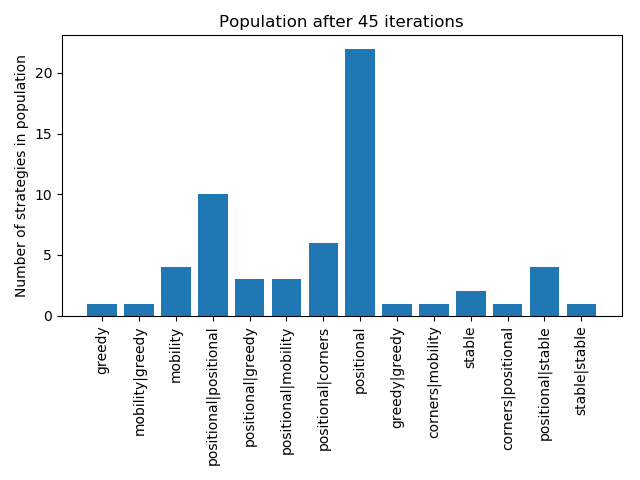 Population after 45 iterations
Number of strategies in population
20
15
10
5
0
greedy
mobility|greedy
mobility
positional|positional
positional|greedy
positional|mobility
positional|corners
positional
greedy|greedy
corners|mobility
stable
corners|positional
positional|stable
stable|stable